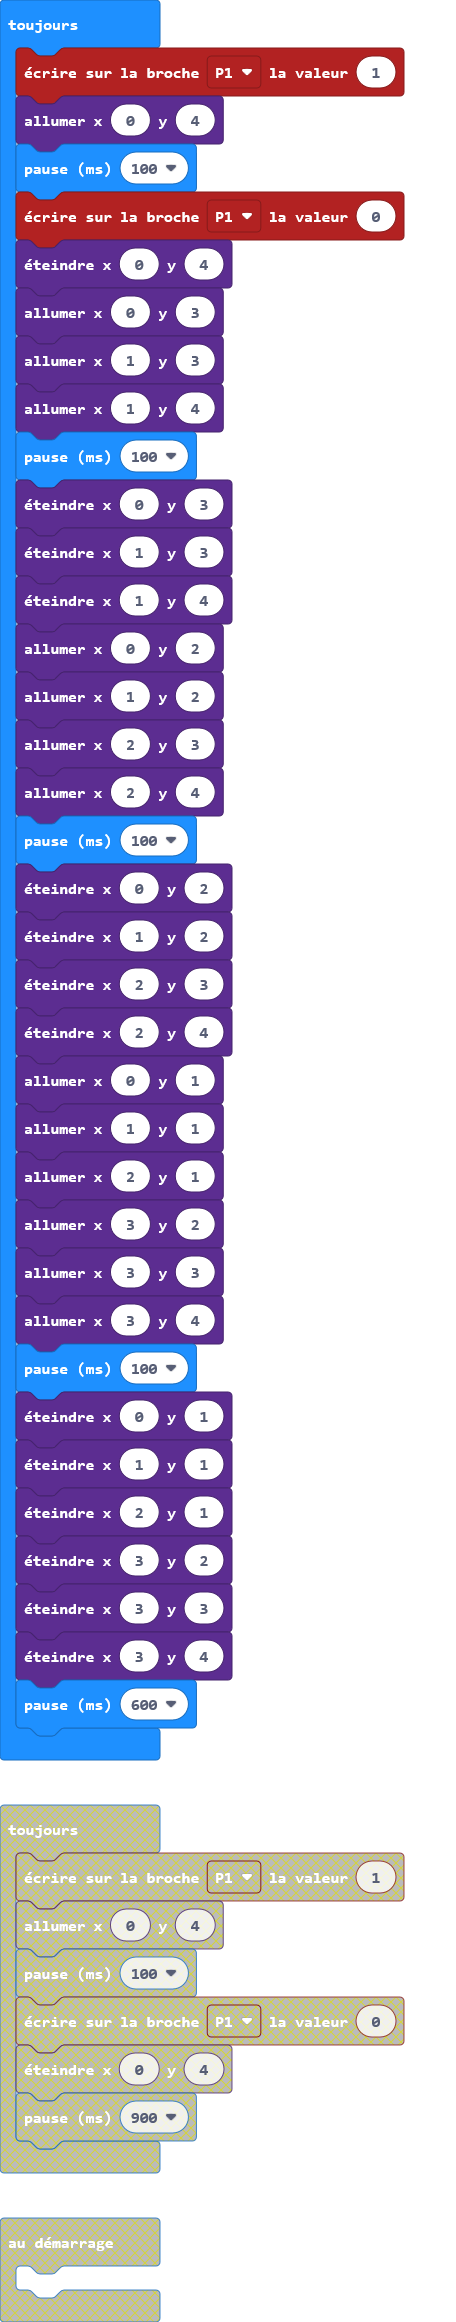 toujours
écrire sur la broche P1 la valeur 1
allumer x 0 y 4
pause (ms) 100
écrire sur la broche P1 la valeur 0
éteindre x 0 y 4
allumer x 0 y 3
allumer x 1 y 3
allumer x 1 y 4
pause (ms) 100
éteindre x 0 y 3
éteindre x 1 y 3
éteindre x 1 y 4
allumer x 0 y 2
allumer x 1 y 2
allumer x 2 y 3
allumer x 2 y 4
pause (ms) 100
éteindre x 0 y 2
éteindre x 1 y 2
éteindre x 2 y 3
éteindre x 2 y 4
allumer x 0 y 1
allumer x 1 y 1
allumer x 2 y 1
allumer x 3 y 2
allumer x 3 y 3
allumer x 3 y 4
pause (ms) 100
éteindre x 0 y 1
éteindre x 1 y 1
éteindre x 2 y 1
éteindre x 3 y 2
éteindre x 3 y 3
éteindre x 3 y 4
pause (ms) 600
toujours
écrire sur la broche P1 la valeur 1
allumer x 0 y 4
pause (ms) 100
écrire sur la broche P1 la valeur 0
éteindre x 0 y 4
pause (ms) 900
au démarrage